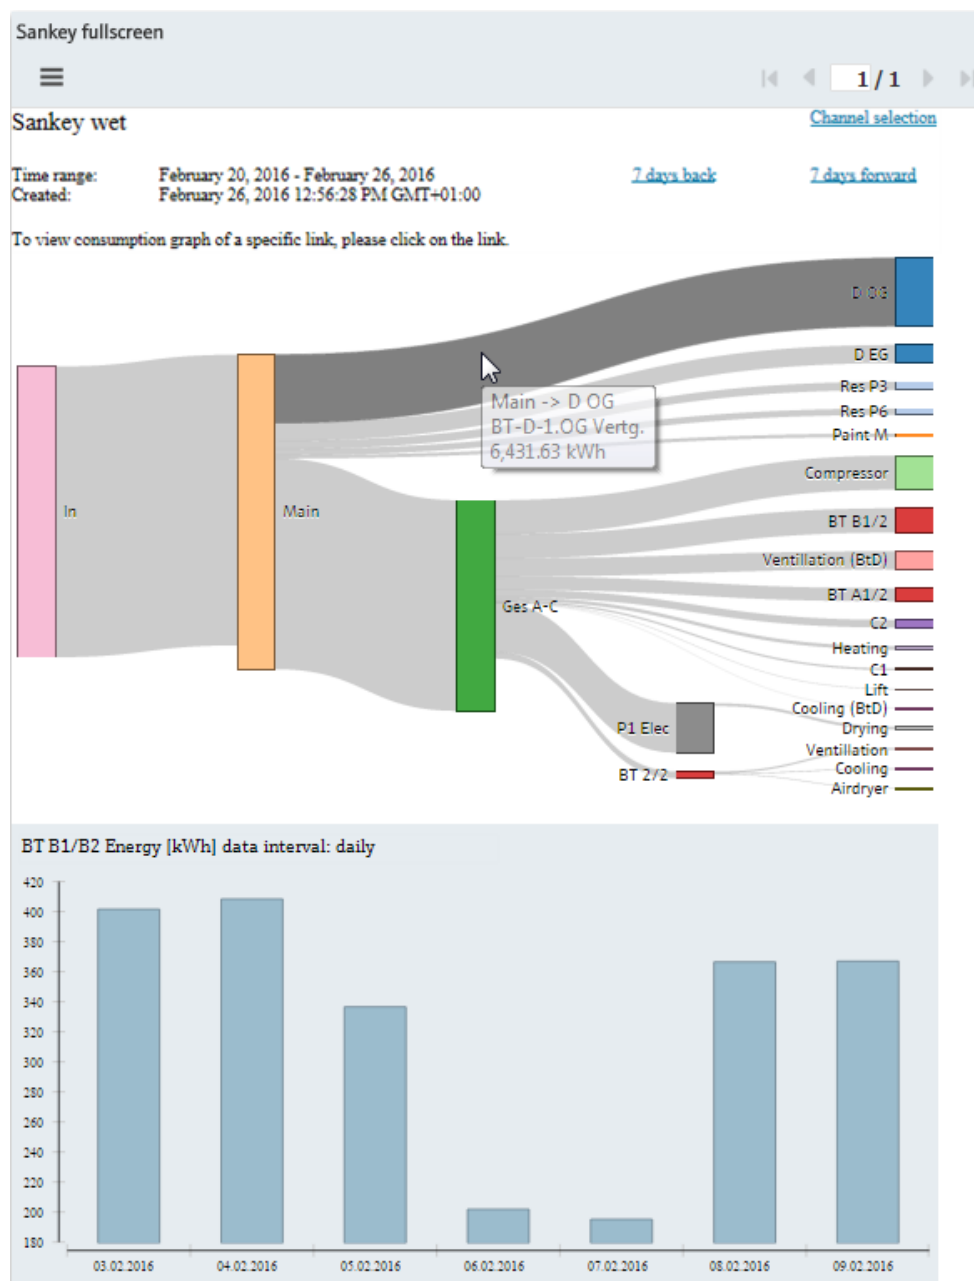 Sankey fullscreen
1 / 1
Sankey wet
Channel selection
Time range: February 20, 2016 - February 26, 2016 7 days back 7 days forward
Created: February 26, 2016 12:56:28 PM GMT+01:00
To view consumption graph of a specific link, please click on the link.
D OG
D EG
Res P3
Res P6
Paint M
Main -> D OG
BT-D-1.OG Vertg.
6,431.63 kWh
Compressor
In
Main
BT B1/2
Ventillation (BtD)
BT A1/2
Ges A-C
C2
Heating
C1
Lift
Cooling (BtD)
P1 Elec
Drying
Ventillation
BT 2/2
Cooling
Airdryer
BT B1/B2 Energy [kWh] data interval: daily
420
400
380
360
340
320
300
280
260
240
220
200
180
03.02.2016 04.02.2016 05.02.2016 06.02.2016 07.02.2016 08.02.2016 09.02.2016